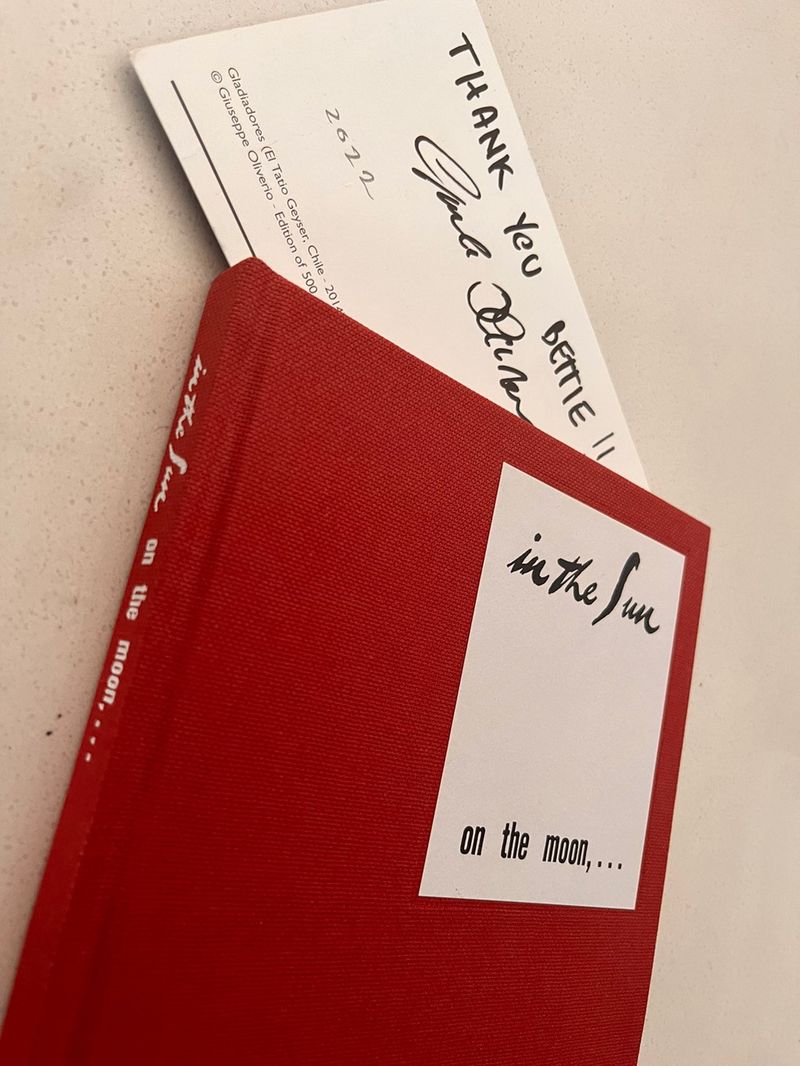 THANK YOU BETTIE !!
2022
Gladiadores (El Tatio Geyser, Chile - 2014
© Giuseppe Oliverio - Edition of 500
in the Sun on the moon,...
in the Sun
on the moon,...